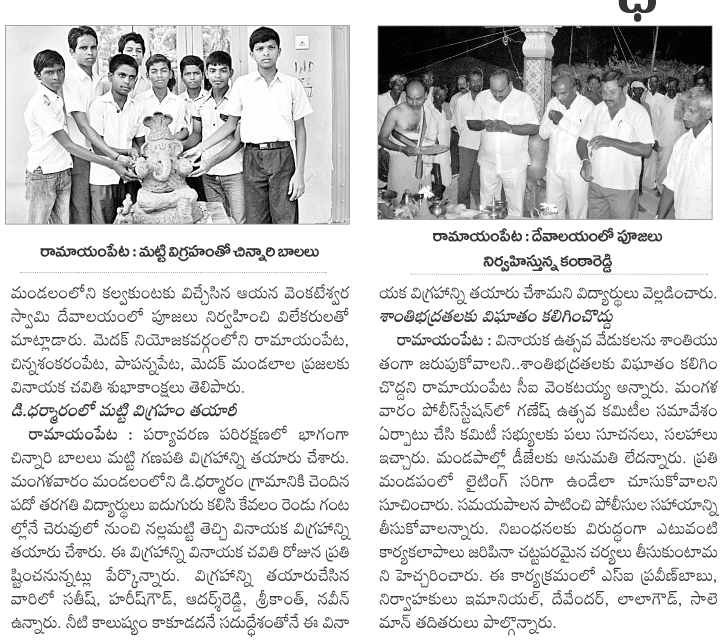 ధ
రామాయంపేట : మట్టి విగ్రహంతో చిన్నారి బాలలు
మండలంలోని కల్వకుంటకు విచ్చేసిన ఆయన వెంకటేశ్వర
స్వామి దేవాలయంలో పూజలు నిర్వహించి విలేకరులతో
మాట్లాడారు. మెదక్ నియోజకవర్గంలోని రామాయంపేట,
చిన్నశంకరంపేట, పాపన్నపేట, మెదక్ మండలాల ప్రజలకు
వినాయక చవితి శుభాకాంక్షలు తెలిపారు.
డి.ధర్మారంలో మట్టి విగ్రహం తయారీ
రామాయంపేట : పర్యావరణ పరిరక్షణలో భాగంగా
చిన్నారి బాలలు మట్టి గణపతి విగ్రహాన్ని తయారు చేశారు.
మంగళవారం మండలంలోని డి.ధర్మారం గ్రామానికి చెందిన
పదో తరగతి విద్యార్థులు ఐదుగురు కలిసి కేవలం రెండు గంట
ల్లోనే చెరువులో నుంచి నల్లమట్టి తెచ్చి వినాయక విగ్రహాన్ని
తయారు చేశారు. ఈ విగ్రహాన్ని వినాయక చవితి రోజున ప్రతి
ష్టించనున్నట్లు పేర్కొన్నారు. విగ్రహాన్ని తయారుచేసిన
వారిలో సతీష్, హరీష్‌గౌడ్, ఆదర్శ్‌రెడ్డి, శ్రీకాంత్, నవీన్
ఉన్నారు. నీటి కాలుష్యం కాకూడదనే సదుద్దేశంతోనే ఈ వినా
రామాయంపేట : దేవాలయంలో పూజలు
నిర్వహిస్తున్న కంఠారెడ్డి
యక విగ్రహాన్ని తయారు చేశామని విద్యార్థులు వెల్లడించారు.
శాంతిభద్రతలకు విఘాతం కలిగించొద్దు
రామాయంపేట : వినాయక ఉత్సవ వేడుకలను శాంతియు
తంగా జరుపుకోవాలని..శాంతిభద్రతలకు విఘాతం కలిగిం
చొద్దని రామాయంపేట సీఐ వెంకటయ్య అన్నారు. మంగళ
వారం పోలీస్‌స్టేషన్‌లో గణేష్ ఉత్సవ కమిటీల సమావేశం
ఏర్పాటు చేసి కమిటీ సభ్యులకు పలు సూచనలు, సలహాలు
ఇచ్చారు. మండపాల్లో డీజేలకు అనుమతి లేదన్నారు. ప్రతి
మండపంలో లైటింగ్ సరిగా ఉండేలా చూసుకోవాలని
సూచించారు. సమయపాలన పాటించి పోలీసుల సహాయాన్ని
తీసుకోవాలన్నారు. నిబంధనలకు విరుద్ధంగా ఎటువంటి
కార్యకలాపాలు జరిపినా చట్టపరమైన చర్యలు తీసుకుంటామ
ని హెచ్చరించారు. ఈ కార్యక్రమంలో ఎస్ఐ ప్రవీణ్‌బాబు,
నిర్వాహకులు ఇమానియల్, దేవేందర్, లాలాగౌడ్, సాలె
మాన్ తదితరులు పాల్గొన్నారు.